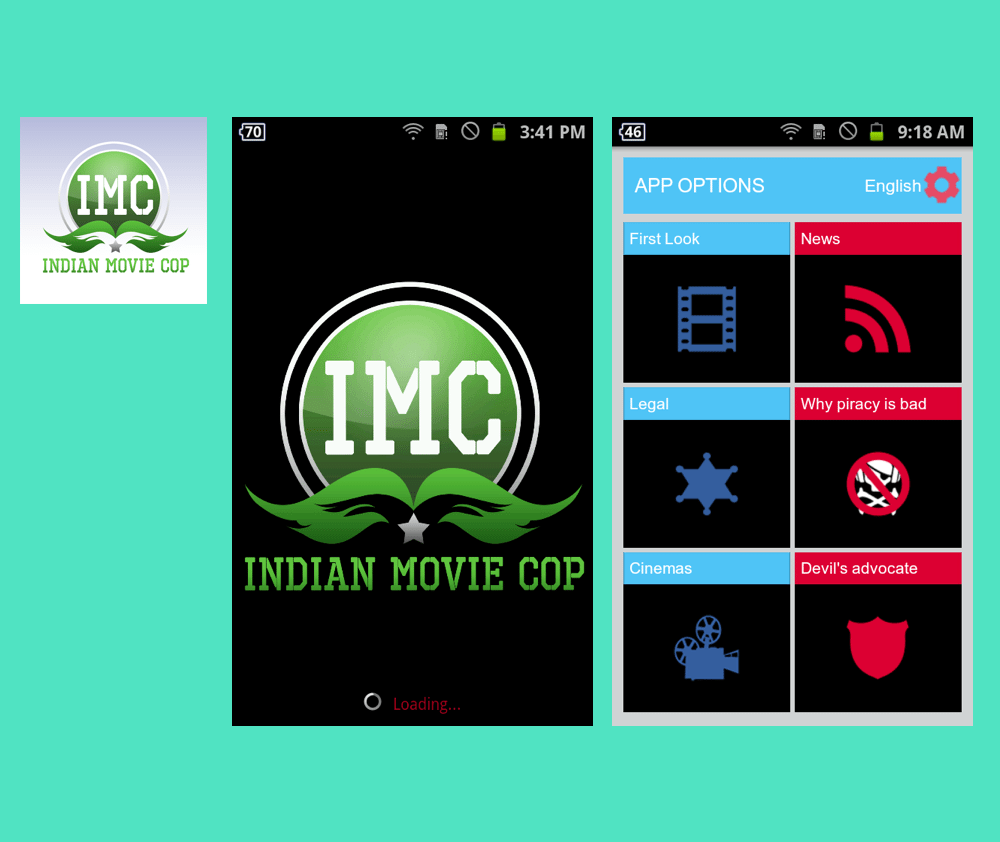 IMC
INDIAN MOVIE COP
70 3:41 PM
IMC
INDIAN MOVIE COP
Loading...
46 9:18 AM
APP OPTIONS English
First Look News
Legal Why piracy is bad
Cinemas Devil's advocate